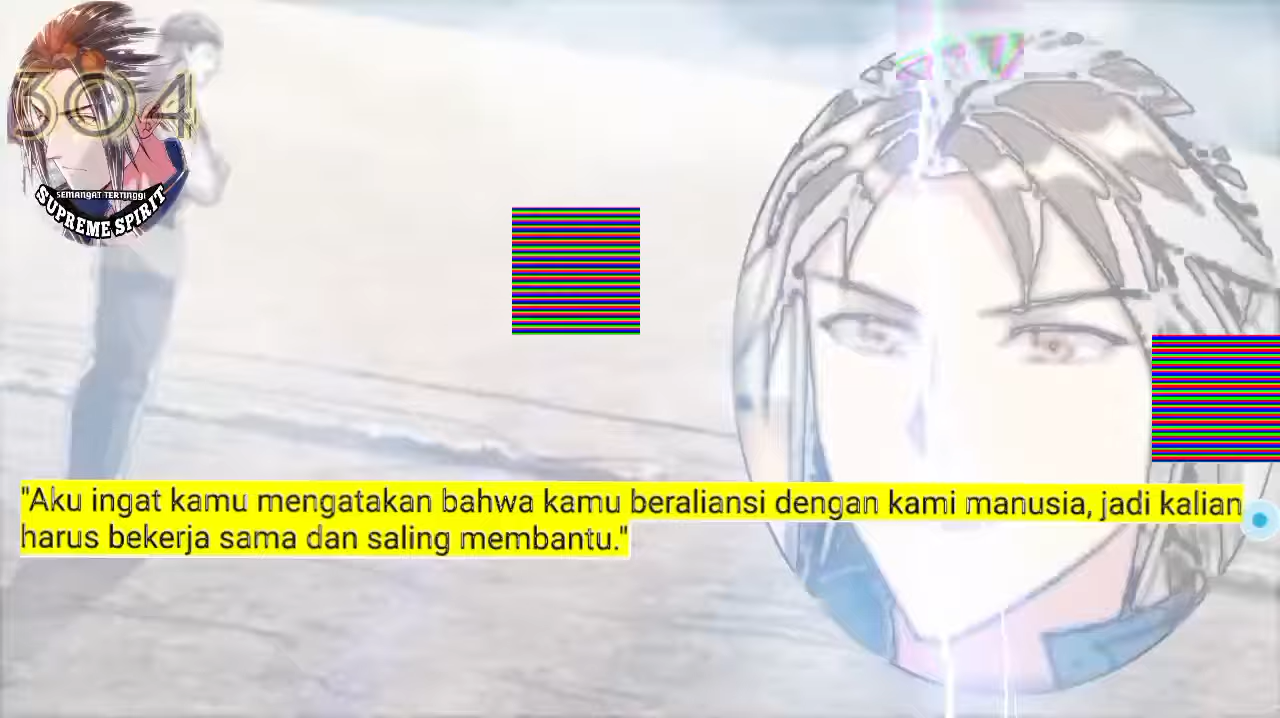 304
SEMANGAT TERTINGGI
SUPREME SPIRIT
"Aku ingat kamu mengatakan bahwa kamu beraliansi dengan kami manusia, jadi kalian
harus bekerja sama dan saling membantu."